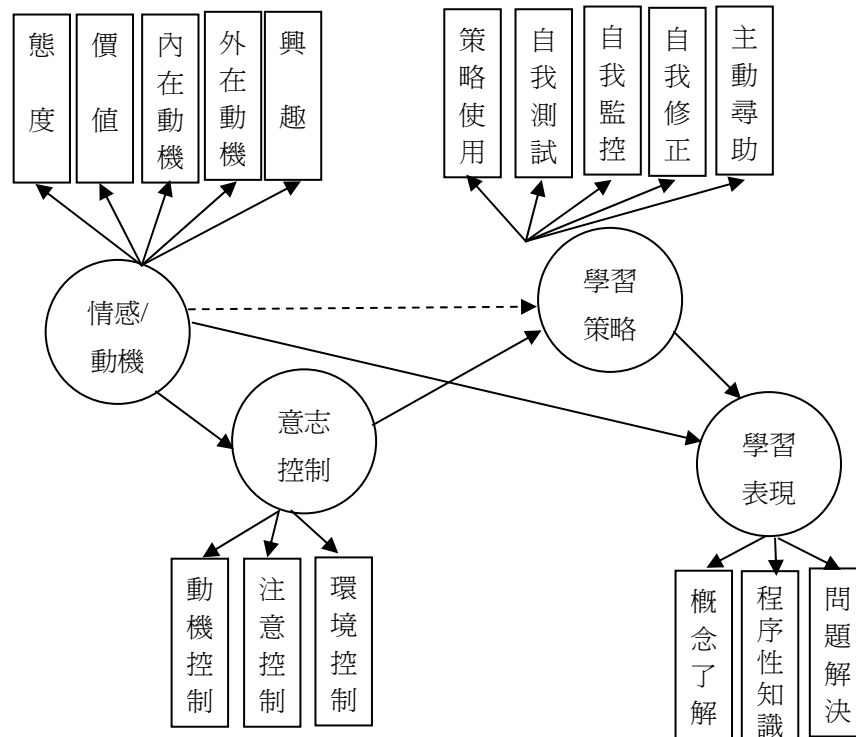 態度
價值
內在動機
外在動機
興趣
策略使用
自我測試
自我監控
自我修正
主動尋助
情感/
動機
學習
策略
意志
控制
學習
表現
動機控制
注意控制
環境控制
概念了解
程序性知識
問題解決